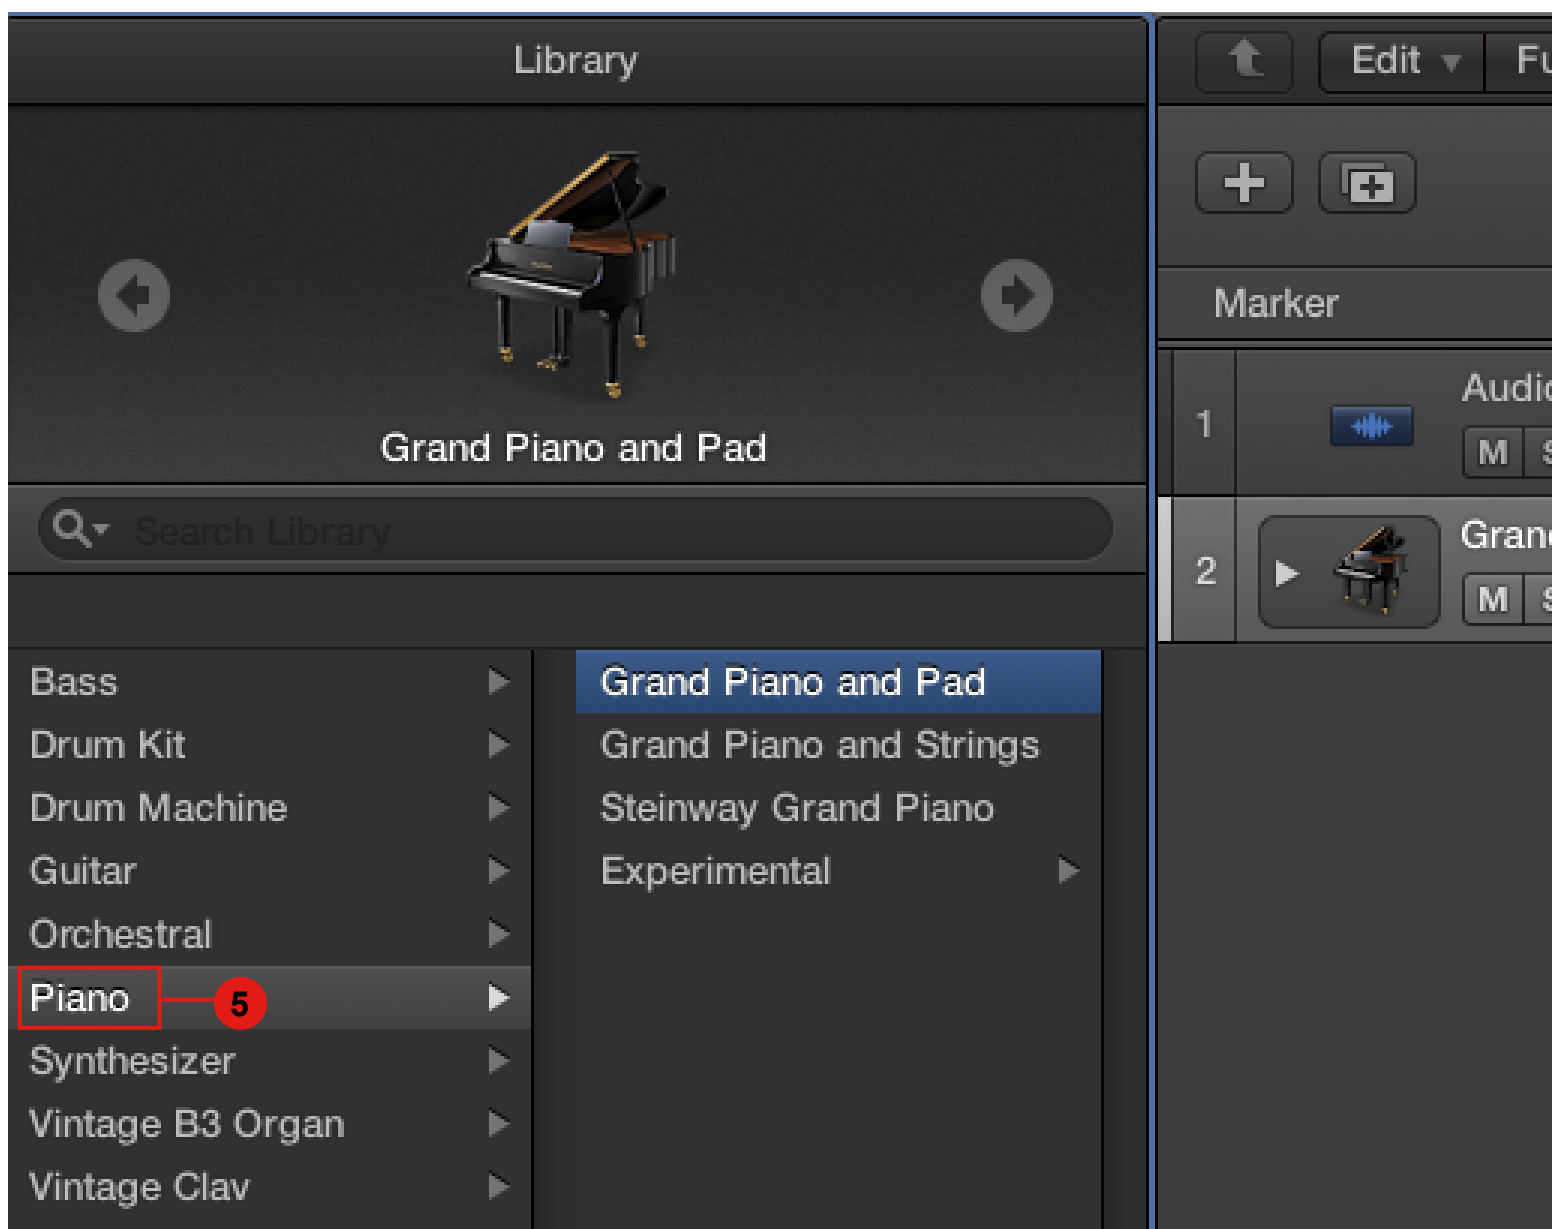 Library
Grand Piano and Pad
Search Library
Bass
Drum Kit
Drum Machine
Guitar
Orchestral
Piano
5
Synthesizer
Vintage B3 Organ
Vintage Clav
Grand Piano and Pad
Grand Piano and Strings
Steinway Grand Piano
Experimental
Edit
Fu
Marker
1
Audio
M S
2
Gran
M S